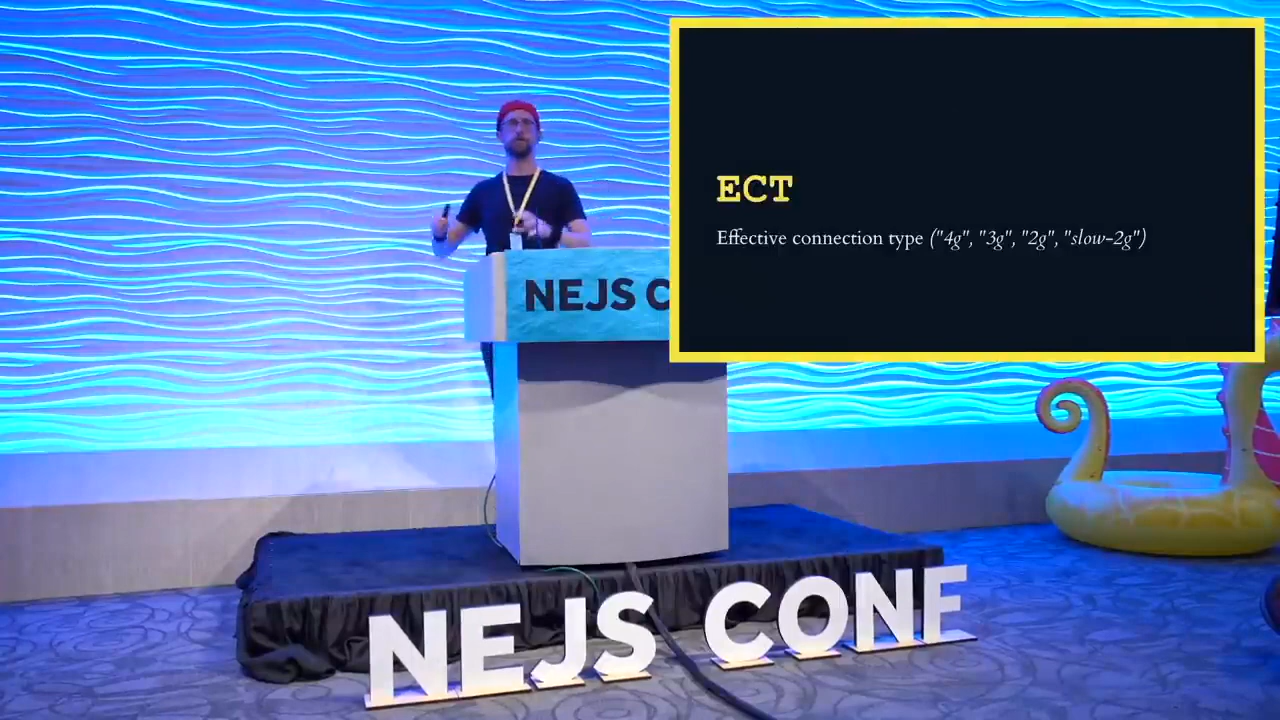 ECT
Effective connection type ("4g", "3g", "2g", "slow-2g")
NEJS C
NEJS CONF